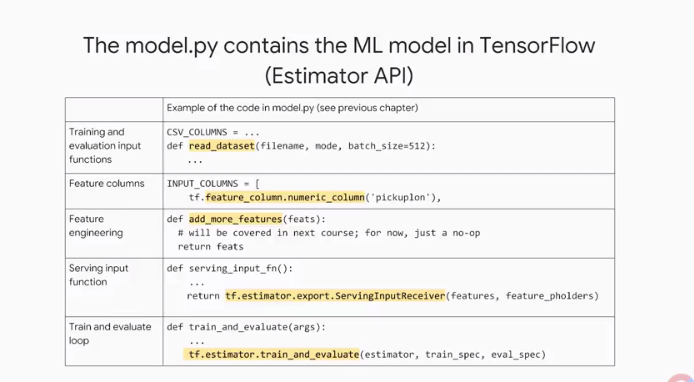 The model.py contains the ML model in TensorFlow
(Estimator API)
Example of the code in model.py (see previous chapter)
Training and
evaluation input
functions
CSV_COLUMNS = ...
def read_dataset(filename, mode, batch_size=512):
...
Feature columns
INPUT_COLUMNS = [
tf.feature_column.numeric_column('pickuplon'),
Feature
engineering
def add_more_features(feats):
# will be covered in next course; for now, just a no-op
return feats
Serving input
function
def serving_input_fn():
...
return tf.estimator.export.ServingInputReceiver(features, feature_pholders)
Train and evaluate
loop
def train_and_evaluate(args):
...
tf.estimator.train_and_evaluate(estimator, train_spec, eval_spec)